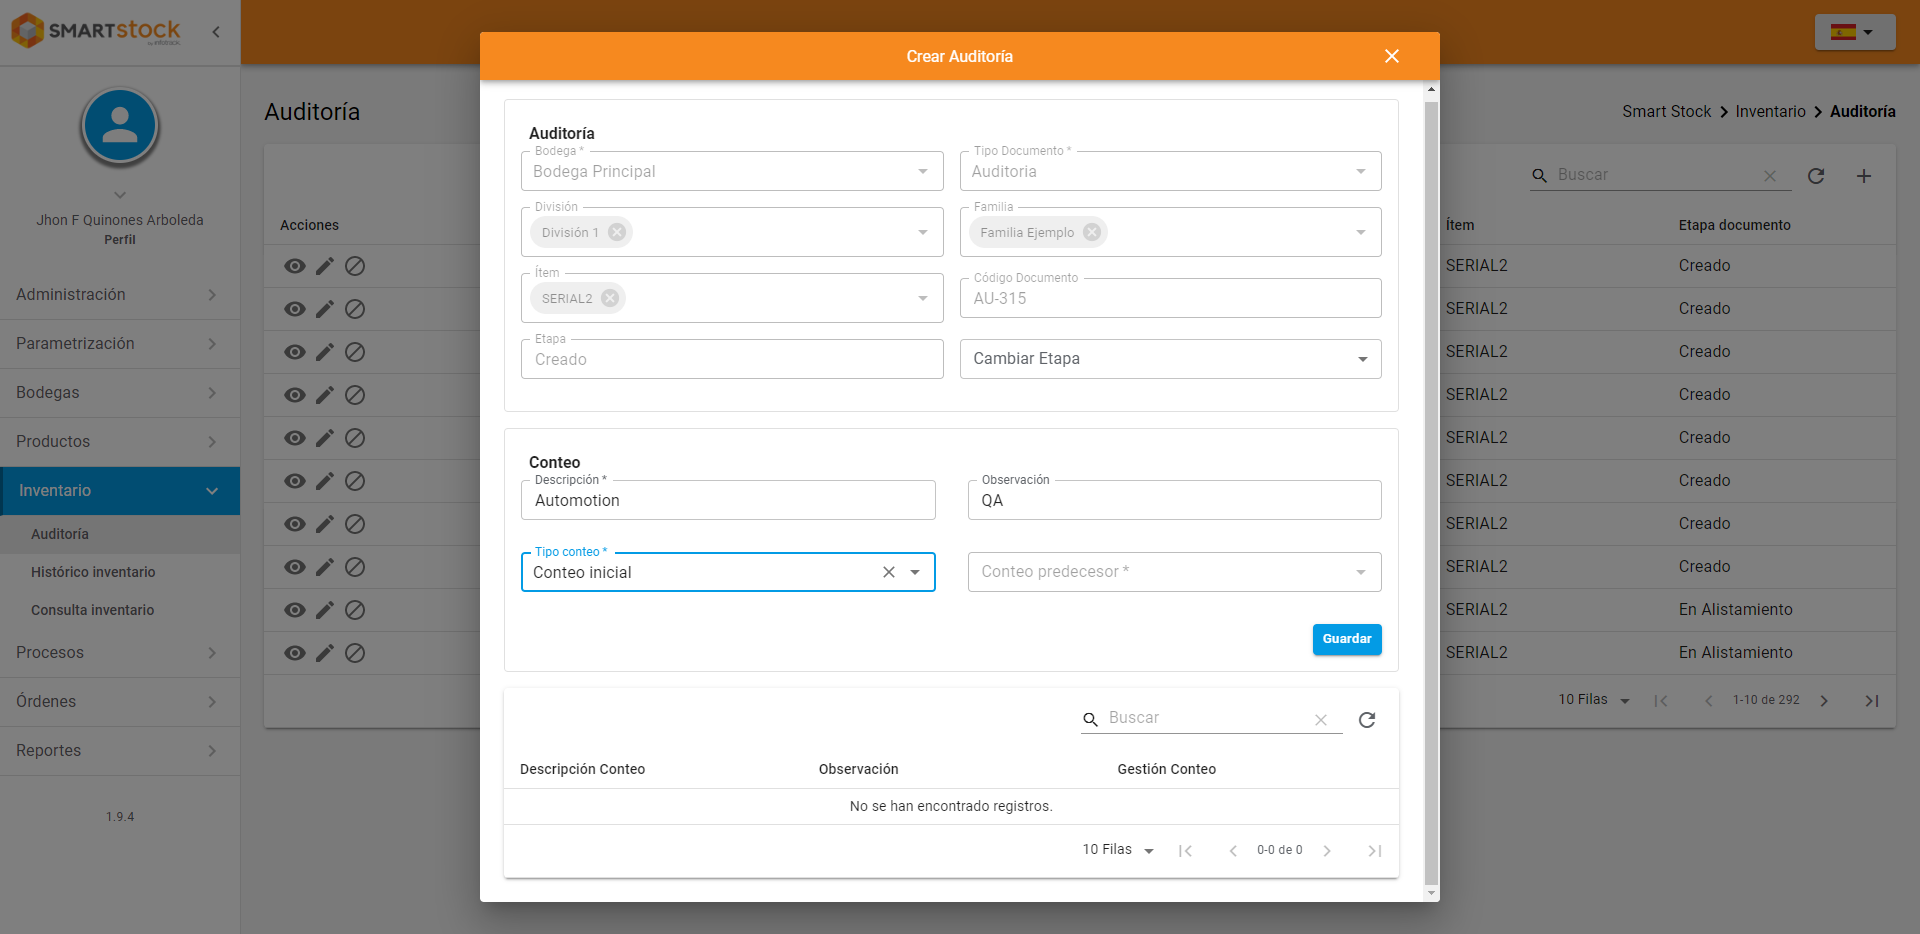 SMARTSTOCK
Jhon F Quinones Arboleda
Perfil
Administración
Parametrización
Bodegas
Productos
Inventario
Auditoría
Histórico inventario
Consulta inventario
Procesos
Órdenes
Reportes
1.9.4
Auditoría
Smart Stock
Inventario
Auditoría
Buscar
Acciones
Ítem
Etapa documento
SERIAL2 Creado
SERIAL2 Creado
SERIAL2 Creado
SERIAL2 Creado
SERIAL2 Creado
SERIAL2 Creado
SERIAL2 Creado
SERIAL2 Creado
SERIAL2 En Alistamiento
SERIAL2 En Alistamiento
10 Filas
1-10 de 292
Crear Auditoría
Auditoría
Bodega *
Bodega Principal
Tipo Documento *
Auditoria
División
División 1
Familia
Familia Ejemplo
Ítem
SERIAL2
Código Documento
AU-315
Etapa
Creado
Cambiar Etapa
Conteo
Descripción *
Automotion
Observación
QA
Tipo conteo *
Conteo inicial
Conteo predecesor *
Guardar
Buscar
Descripción Conteo
Observación
Gestión Conteo
No se han encontrado registros.
10 Filas
0-0 de 0